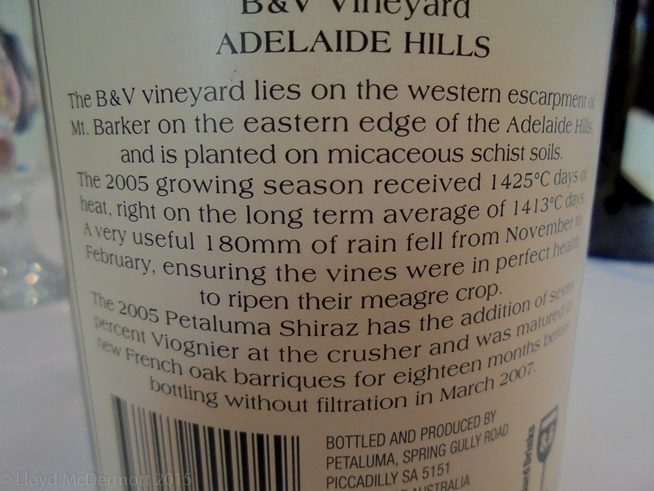 B&V Vineyard
ADELAIDE HILLS
The B&V vineyard lies on the western escarpment of
Mt. Barker on the eastern edge of the Adelaide Hills,
and is planted on micaceous schist soils.
The 2005 growing season received 1425°C days of
heat, right on the long term average of 1413°C days.
A very useful 180mm of rain fell from November to
February, ensuring the vines were in perfect health
to ripen their meagre crop.
The 2005 Petaluma Shiraz has the addition of seven
percent Viognier at the crusher and was matured in
new French oak barriques for eighteen months before
bottling without filtration in March 2007.
BOTTLED AND PRODUCED BY
PETALUMA, SPRING GULLY ROAD
PICCADILLY SA 5151
AUSTRALIA
Drinks
© Lloyd McDermott 2015